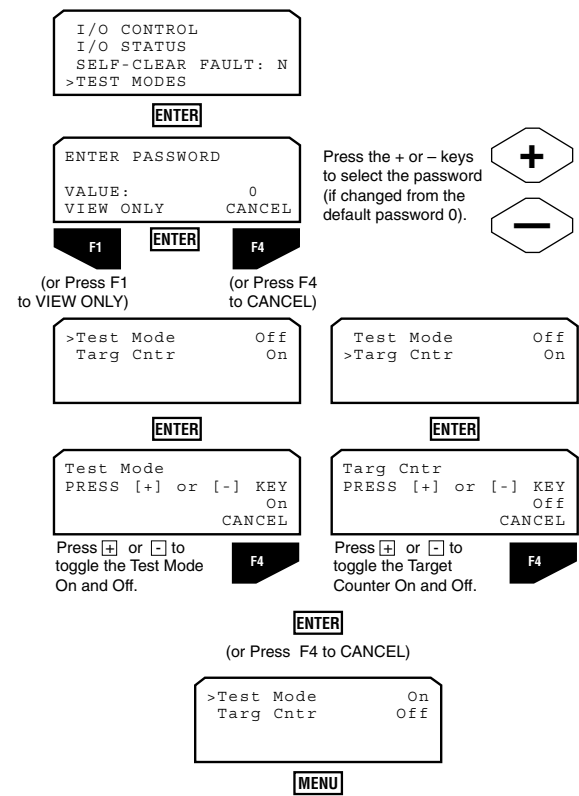 I/O CONTROL
I/O STATUS
SELF-CLEAR FAULT: N
>TEST MODES
ENTER
ENTER PASSWORD
VALUE: 0
VIEW ONLY CANCEL
Press the + or – keys
to select the password
(if changed from the
default password 0).
+
–
F1
ENTER
F4
(or Press F1
to VIEW ONLY)
(or Press F4
to CANCEL)
>Test Mode Off
Targ Cntr On
Test Mode Off
>Targ Cntr On
ENTER
ENTER
Test Mode
PRESS [+] or [-] KEY
On
CANCEL
Targ Cntr
PRESS [+] or [-] KEY
Off
CANCEL
Press + or - to
toggle the Test Mode
On and Off.
F4
Press + or - to
toggle the Target
Counter On and Off.
F4
ENTER
(or Press F4 to CANCEL)
>Test Mode On
Targ Cntr Off
MENU